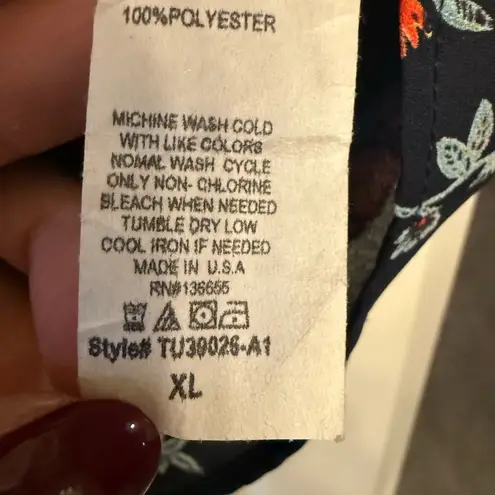 100%POLYESTER
MICHINE WASH COLD
WITH LIKE COLORS
NOMAL WASH CYCLE
ONLY NON- CHLORINE
BLEACH WHEN NEEDED
TUMBLE DRY LOW
COOL IRON IF NEEDED
MADE IN U.S.A
RN#136655
Style# TU39026-A1
XL